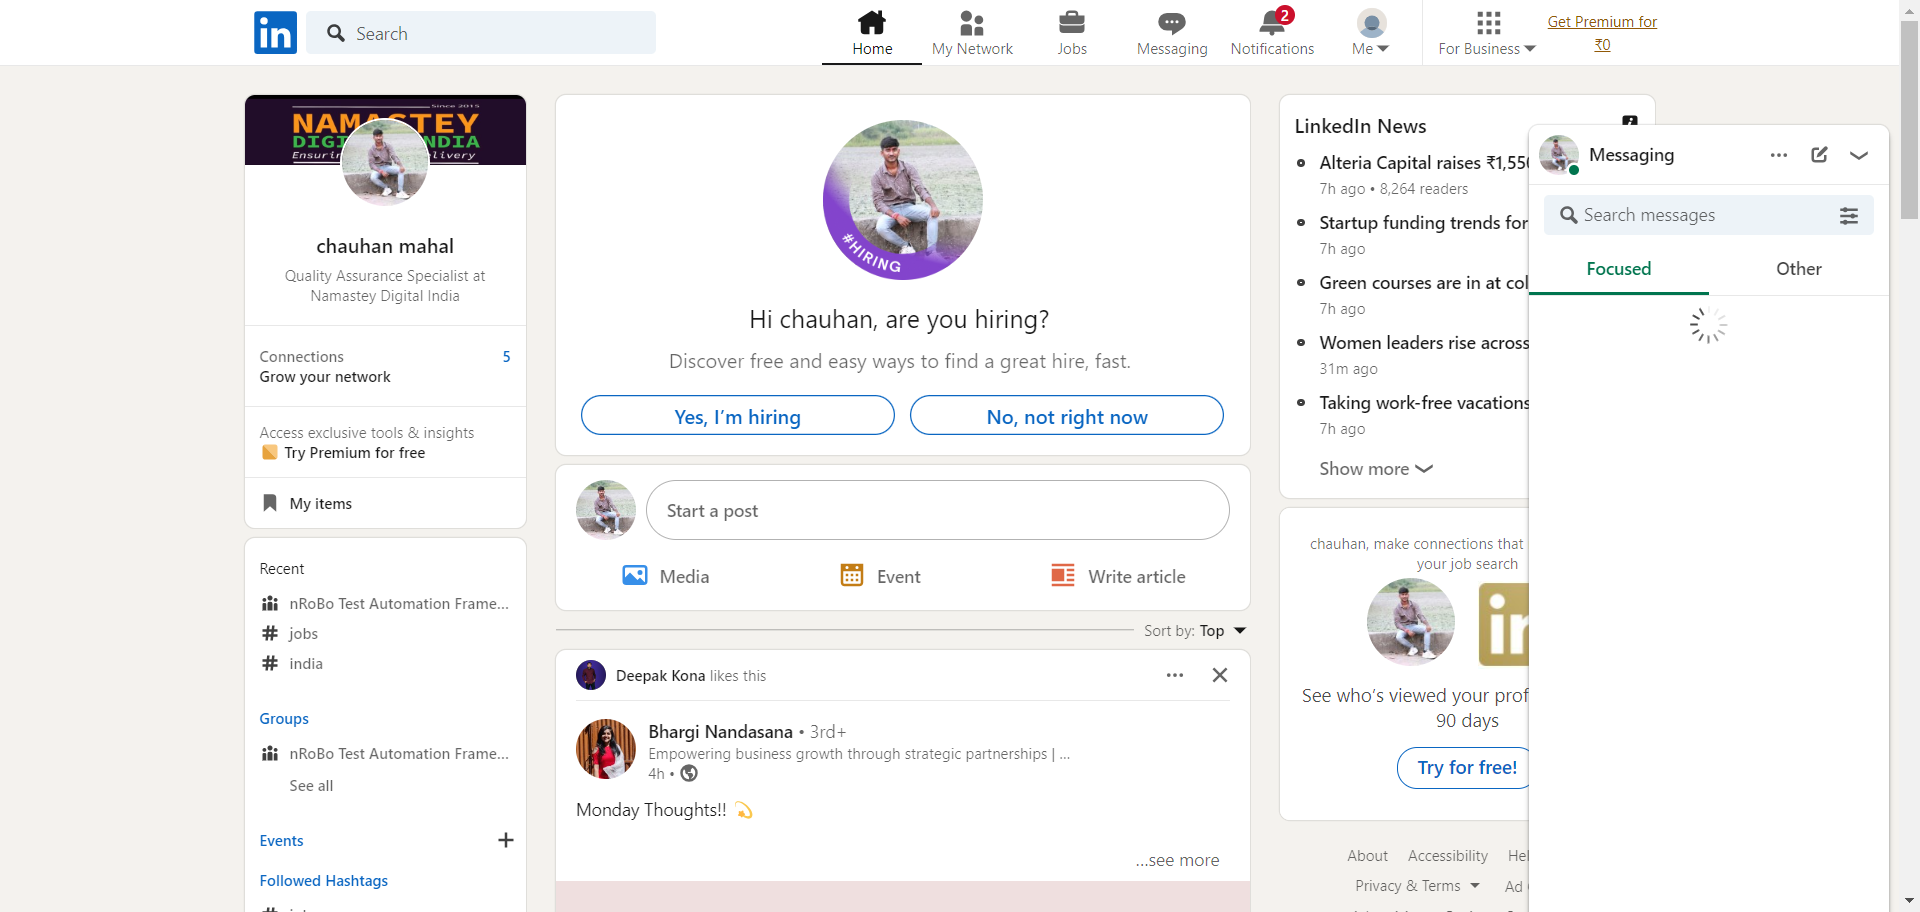 in
Search
Home
My Network
Jobs
Messaging
2
Notifications
Me
For Business
Get Premium for
₹0
Since 2015
NAMASTEY
chauhan mahal
Quality Assurance Specialist at
Namastey Digital India
Connections
5
Grow your network
Access exclusive tools & insights
Try Premium for free
My items
Recent
nRoBo Test Automation Frame...
# jobs
# india
Groups
nRoBo Test Automation Frame...
See all
Events
Followed Hashtags
#HIRING
Hi chauhan, are you hiring?
Discover free and easy ways to find a great hire, fast.
Yes, I’m hiring
No, not right now
Start a post
Media
Event
Write article
Sort by: Top
Deepak Kona likes this
Bhargi Nandasana • 3rd+
Empowering business growth through strategic partnerships | ...
4h •
Monday Thoughts!! 💫
...see more
LinkedIn News
Alteria Capital raises ₹1,550
7h ago • 8,264 readers
Startup funding trends for
7h ago
Green courses are in at col
7h ago
Women leaders rise across
31m ago
Taking work-free vacations
7h ago
Show more
chauhan, make connections that
your job search
in
See who’s viewed your prof
90 days
Try for free!
About
Accessibility
Hel
Privacy & Terms
Ad
Messaging
Search messages
Focused
Other